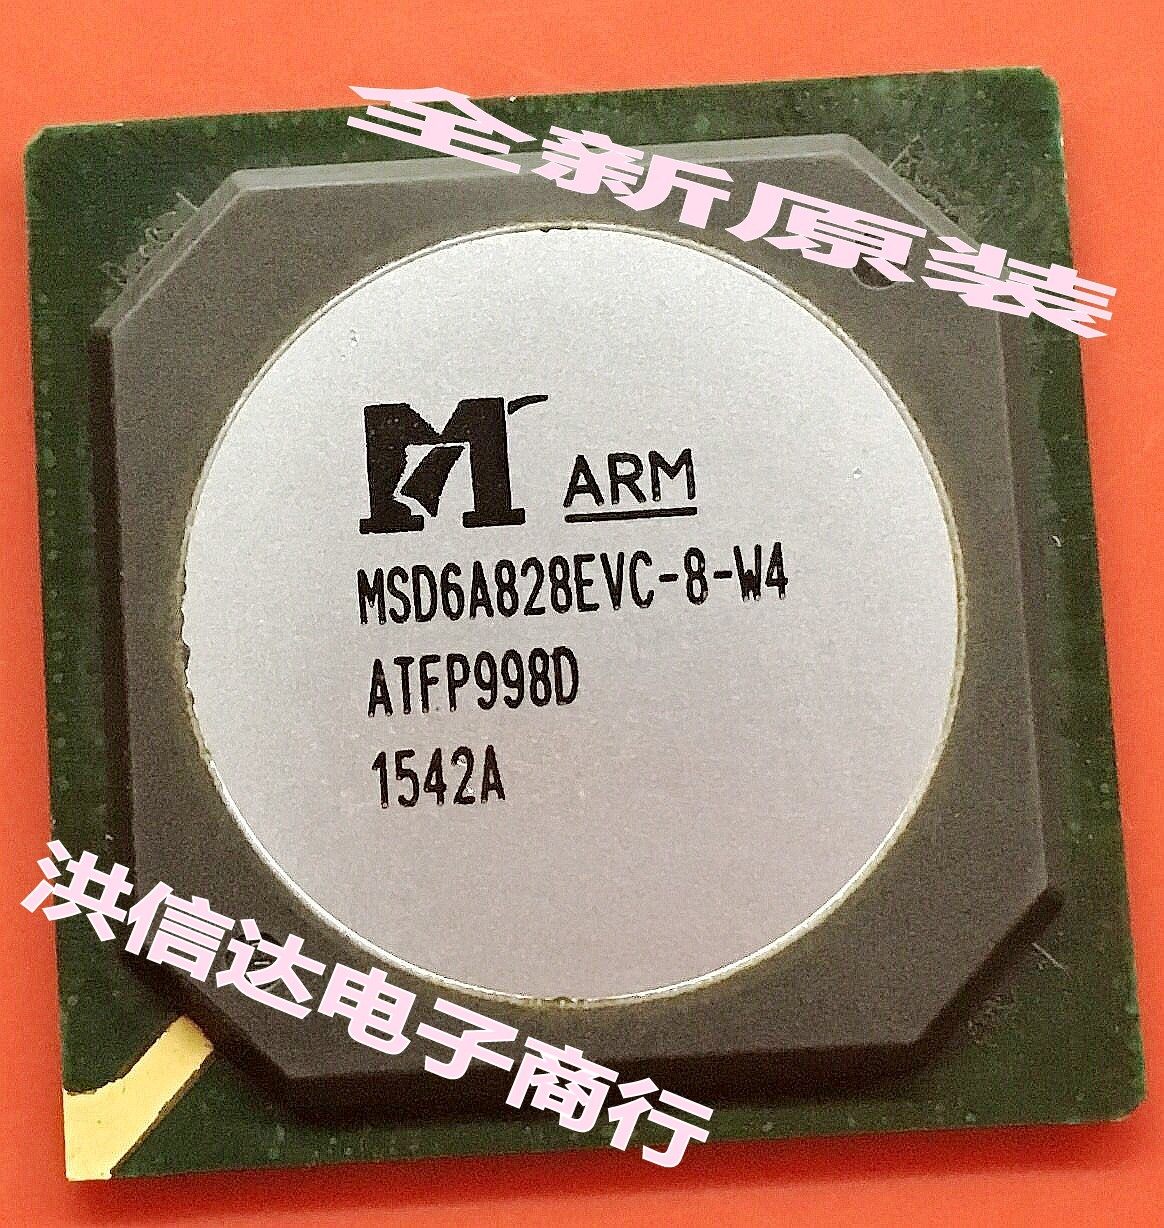 全新原装
M ARM
MSD6A828EVC-8-W4
ATFP998D
1542A
洪信达电子商行